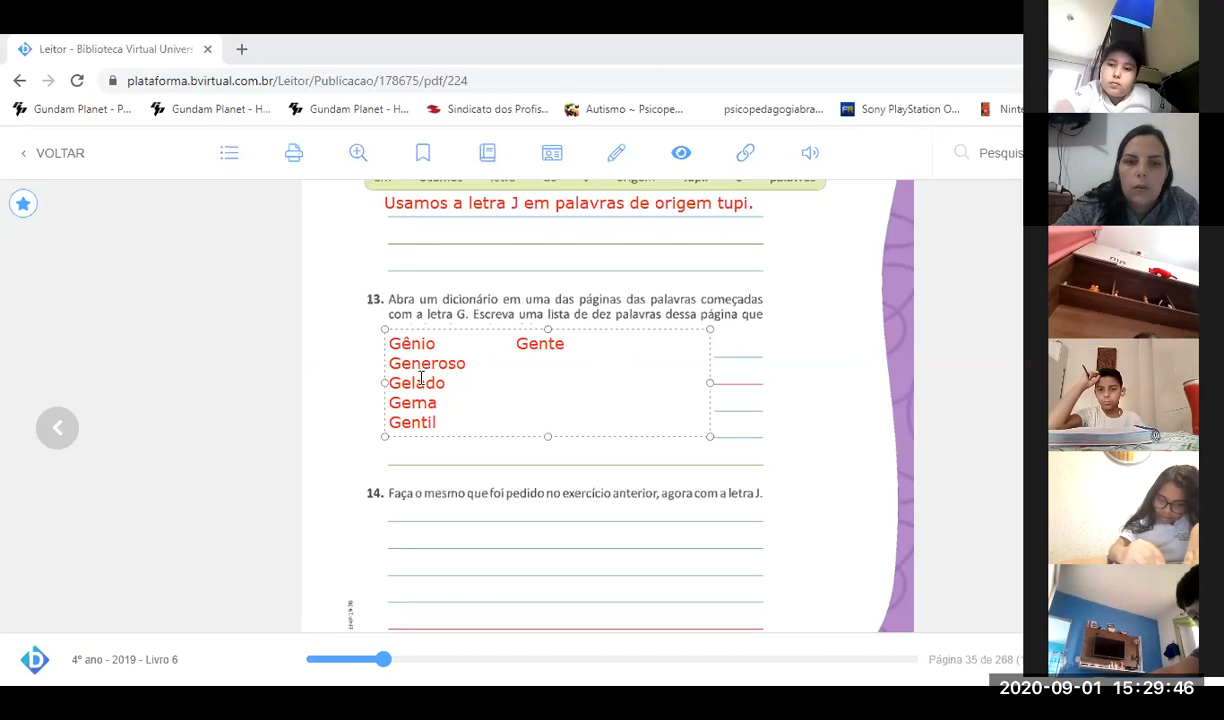 Leitor - Biblioteca Virtual Univers
plataforma.bvirtual.com.br/Leitor/Publicacao/178675/pdf/224
Gundam Planet - P... Gundam Planet - H... Gundam Planet - H... Sindicato dos Profis... Autismo ~ Psicope... psicopedagogiabra... Sony PlayStation O... Ninte
VOLTAR
Pesquis
Usamos a letra J em palavras de origem tupi.
13. Abra um dicionário em uma das páginas das palavras começadas
com a letra G. Escreva uma lista de dez palavras dessa página que
Gênio Gente
Generoso
Gelado
Gema
Gentil
14. Faça o mesmo que foi pedido no exercício anterior, agora com a letra J.
4º ano - 2019 - Livro 6
Página 35 de 268 (1
2020-09-01 15:29:46